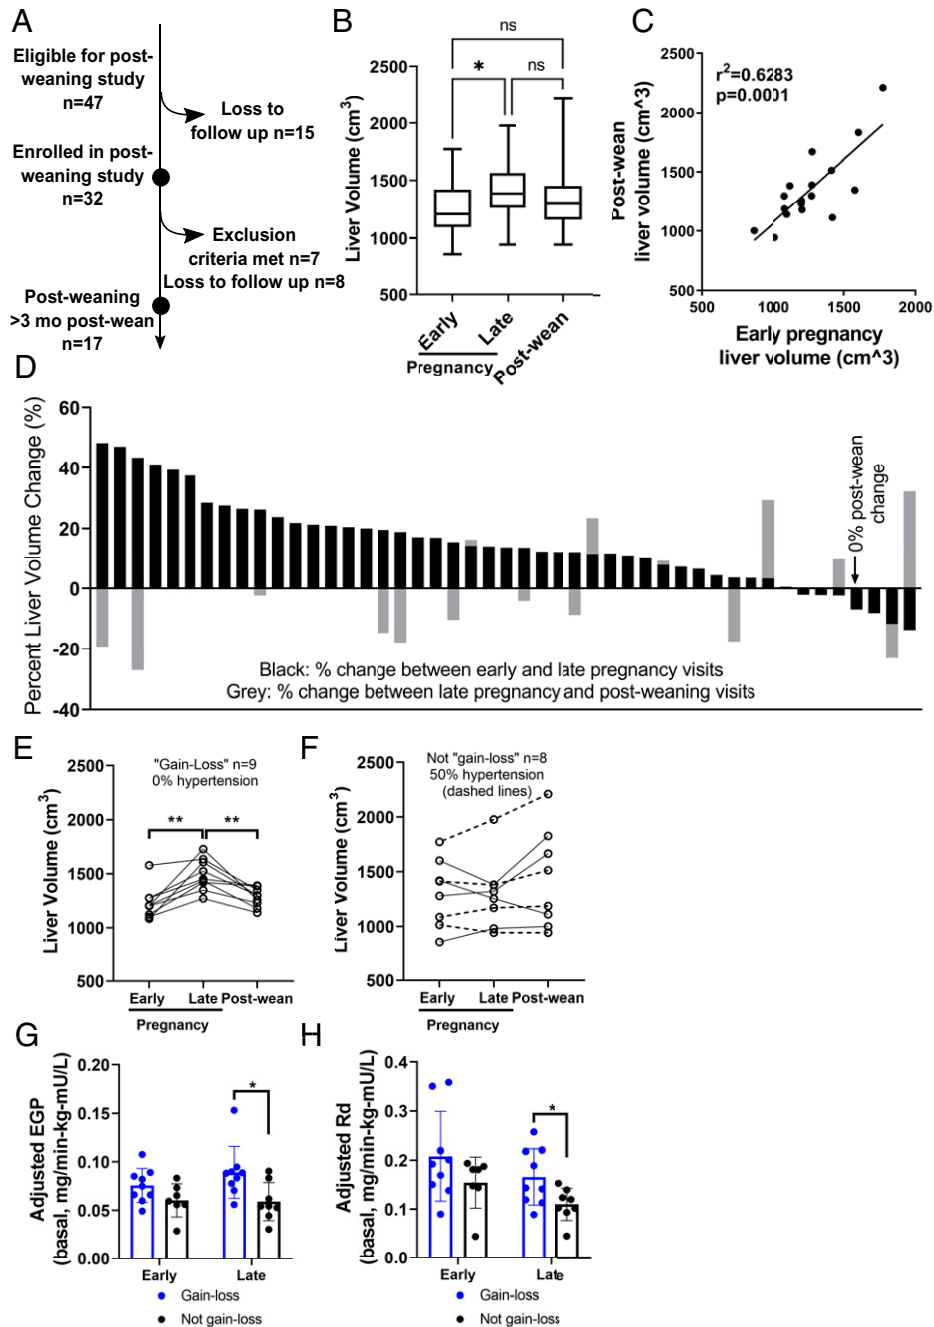 A
Eligible for post-
weaning study
n=47
Loss to
follow up n=15
Enrolled in post-
weaning study
n=32
Exclusion
criteria met n=7
Loss to follow up n=8
Post-weaning
>3 mo post-wean
n=17
B
ns
*
ns
Liver Volume (cm³)
2500
2000
1500
1000
500
Early
Late
Post-wean
Pregnancy
C
r²=0.6283
p=0.0001
Post-wean
liver volume (cm^3)
2500
2000
1500
1000
500
500
1000
1500
2000
Early pregnancy
liver volume (cm^3)
D
Percent Liver Volume Change (%)
60
40
20
0
-20
-40
0% post-wean
change
Black: % change between early and late pregnancy visits
Grey: % change between late pregnancy and post-weaning visits
E
"Gain-Loss" n=9
0% hypertension
** **
Liver Volume (cm³)
2500
2000
1500
1000
500
Early Late Post-wean
Pregnancy
F
Not "gain-loss" n=8
50% hypertension
(dashed lines)
Liver Volume (cm³)
2500
2000
1500
1000
500
Early Late Post-wean
Pregnancy
G
Adjusted EGP
(basal, mg/min-kg-mU/L)
0.20
0.15
0.10
0.05
0.00
*
Early Late
Gain-loss
Not gain-loss
H
Adjusted Rd
(basal, mg/min-kg-mU/L)
0.4
0.3
0.2
0.1
0.0
*
Early Late
Gain-loss
Not gain-loss